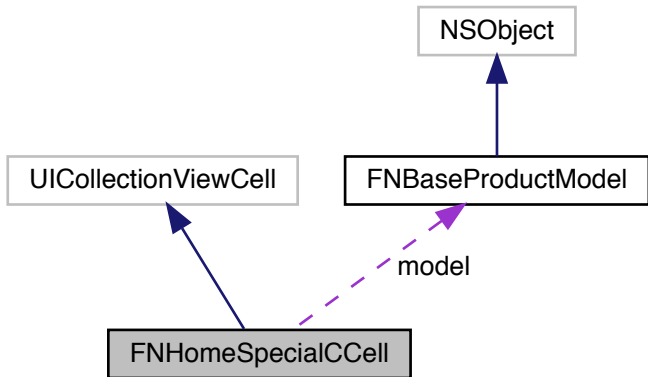 NSObject
UICollectionViewCell
FNBaseProductModel
model
FNHomeSpecialCCell